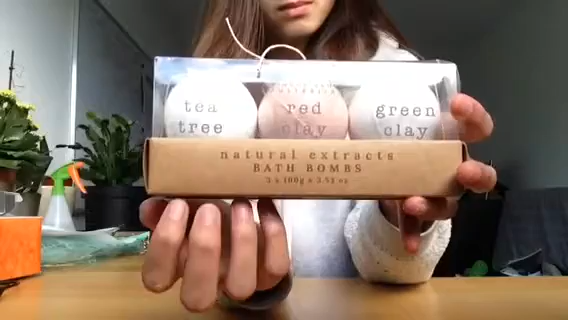 tea
tree
red
clay
green
clay
natural extracts
BATH BOMBS
3 x 100g e 3.52 oz